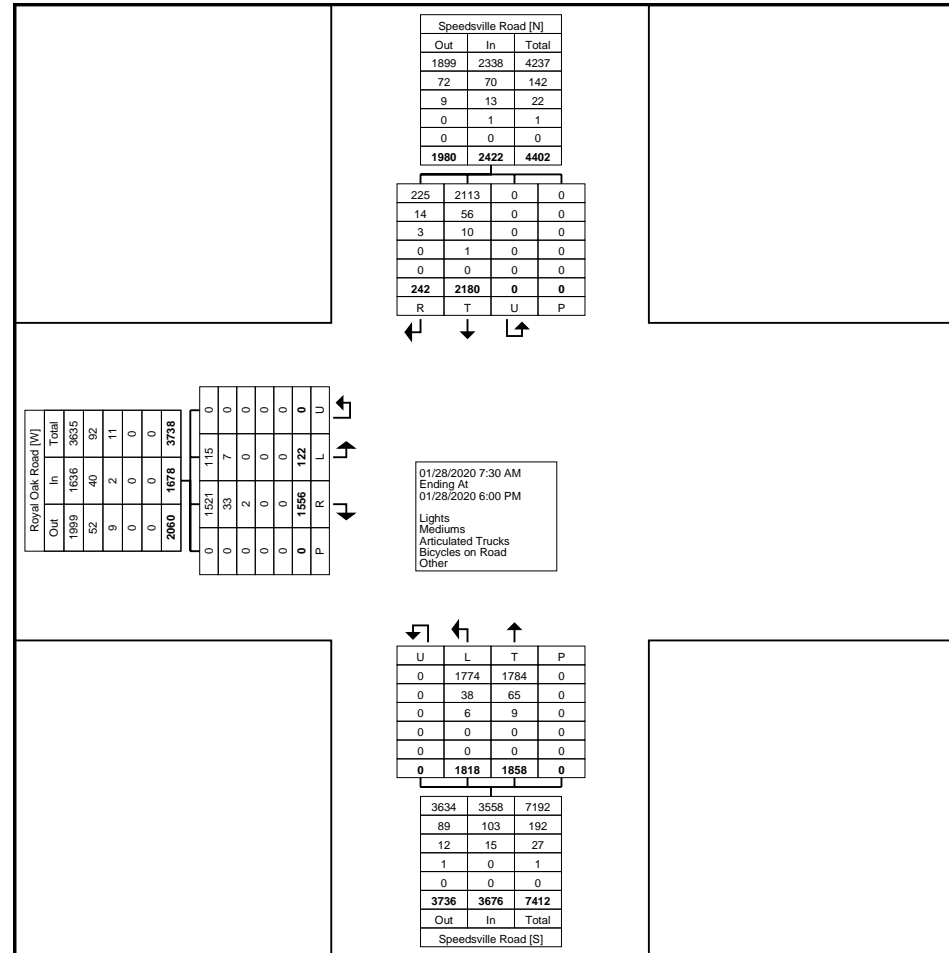 Speedsville Road [N]
Out In Total
1899 2338 4237
72 70 142
9 13 22
0 1 1
0 0 0
1980 2422 4402
225 2113 0 0
14 56 0 0
3 10 0 0
0 1 0 0
0 0 0 0
242 2180 0 0
R T U P
Royal Oak Road [W]
Out In Total
1999 1636 3635
52 40 92
9 2 11
0 0 0
0 0 0
2060 1678 3738
0 1521 115 0
0 33 7 0
0 2 0 0
0 0 0 0
0 0 0 0
0 1556 122 0
P R L U
01/28/2020 7:30 AM
Ending At
01/28/2020 6:00 PM
Lights
Mediums
Articulated Trucks
Bicycles on Road
Other
U L T P
0 1774 1784 0
0 38 65 0
0 6 9 0
0 0 0 0
0 0 0 0
0 1818 1858 0
3634 3558 7192
89 103 192
12 15 27
1 0 1
0 0 0
3736 3676 7412
Out In Total
Speedsville Road [S]